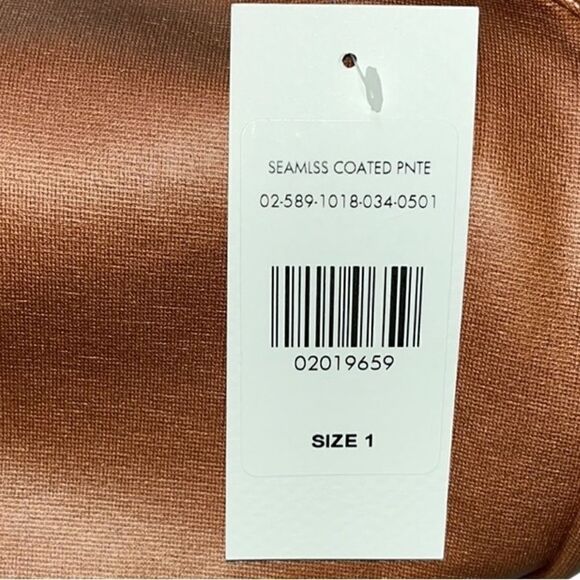 SEAMLSS COATED PNTE
02-589-1018-034-0501
02019659
SIZE 1